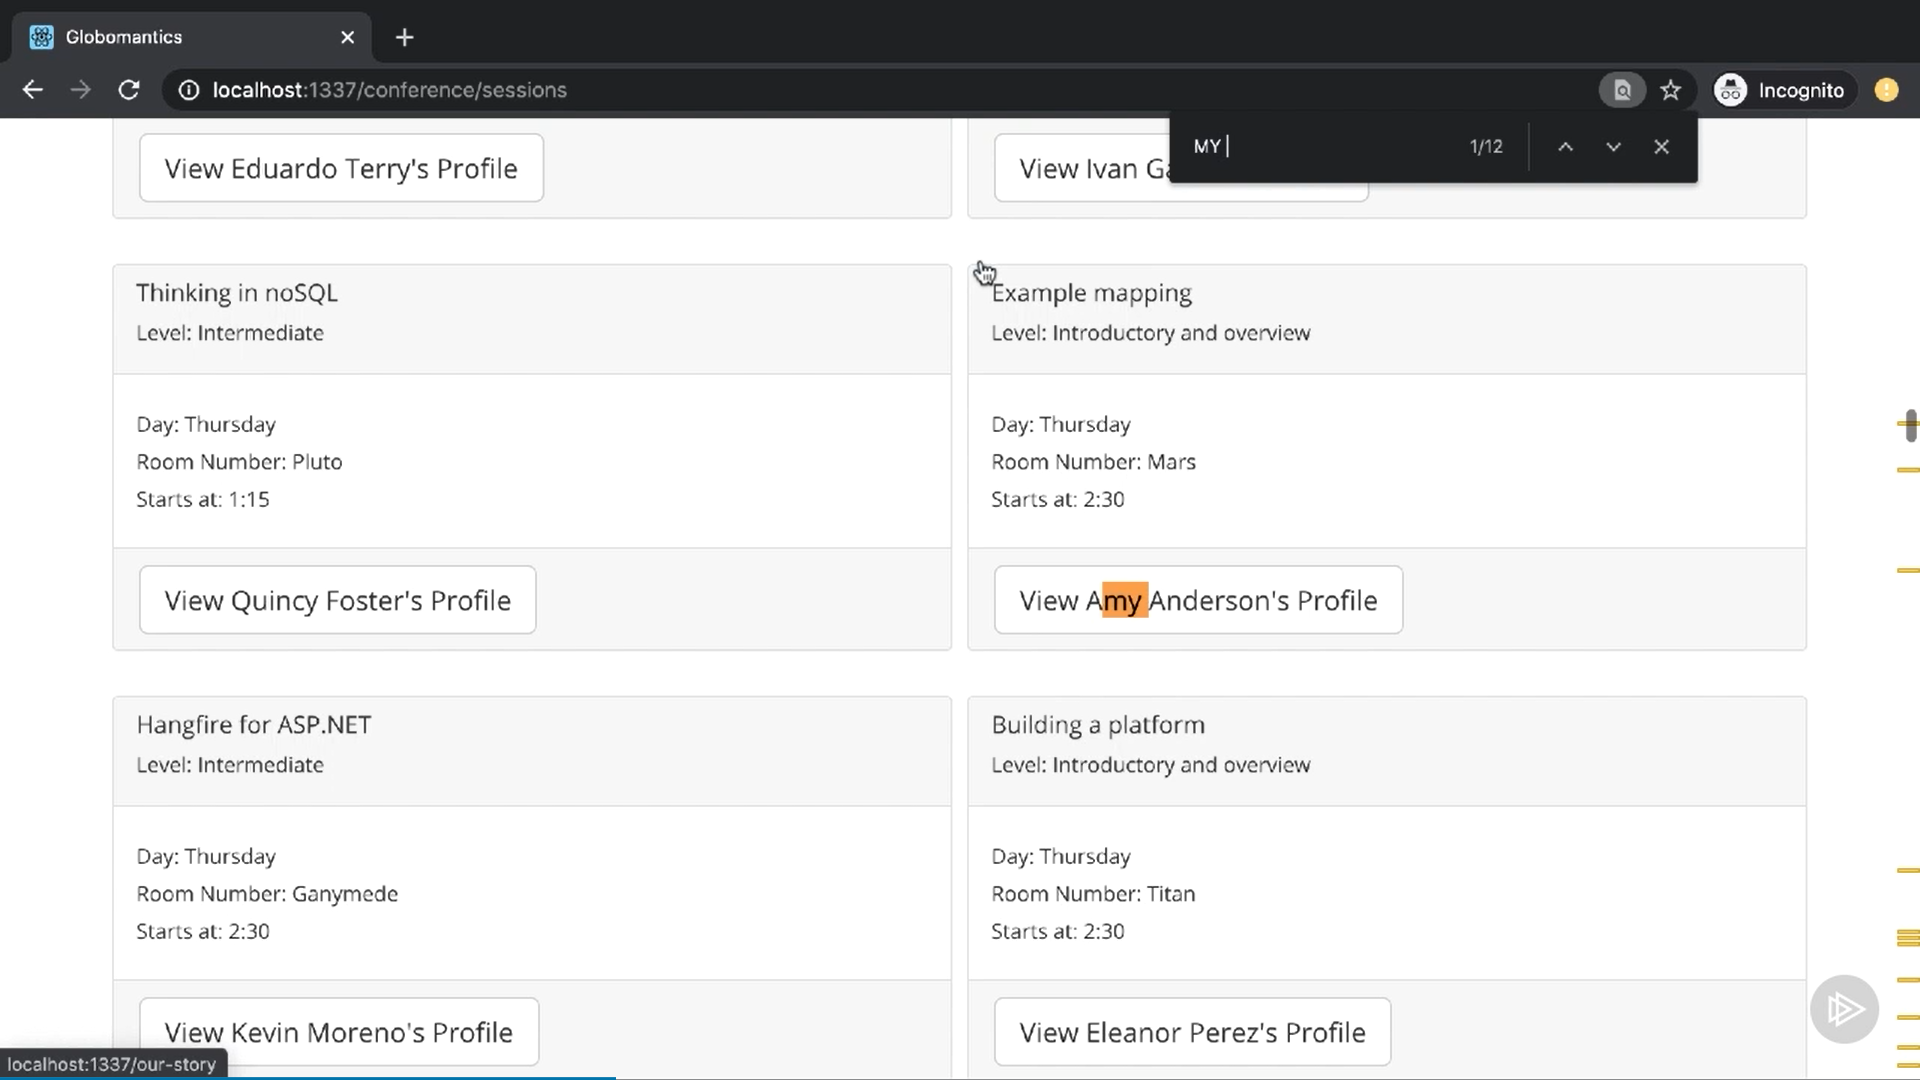 Globomantics
localhost:1337/conference/sessions
Incognito
MY
1/12
View Eduardo Terry's Profile
View Ivan Ga
Thinking in noSQL
Level: Intermediate
Day: Thursday
Room Number: Pluto
Starts at: 1:15
View Quincy Foster's Profile
Example mapping
Level: Introductory and overview
Day: Thursday
Room Number: Mars
Starts at: 2:30
View Amy Anderson's Profile
Hangfire for ASP.NET
Level: Intermediate
Day: Thursday
Room Number: Ganymede
Starts at: 2:30
View Kevin Moreno's Profile
Building a platform
Level: Introductory and overview
Day: Thursday
Room Number: Titan
Starts at: 2:30
View Eleanor Perez's Profile
localhost:1337/our-story